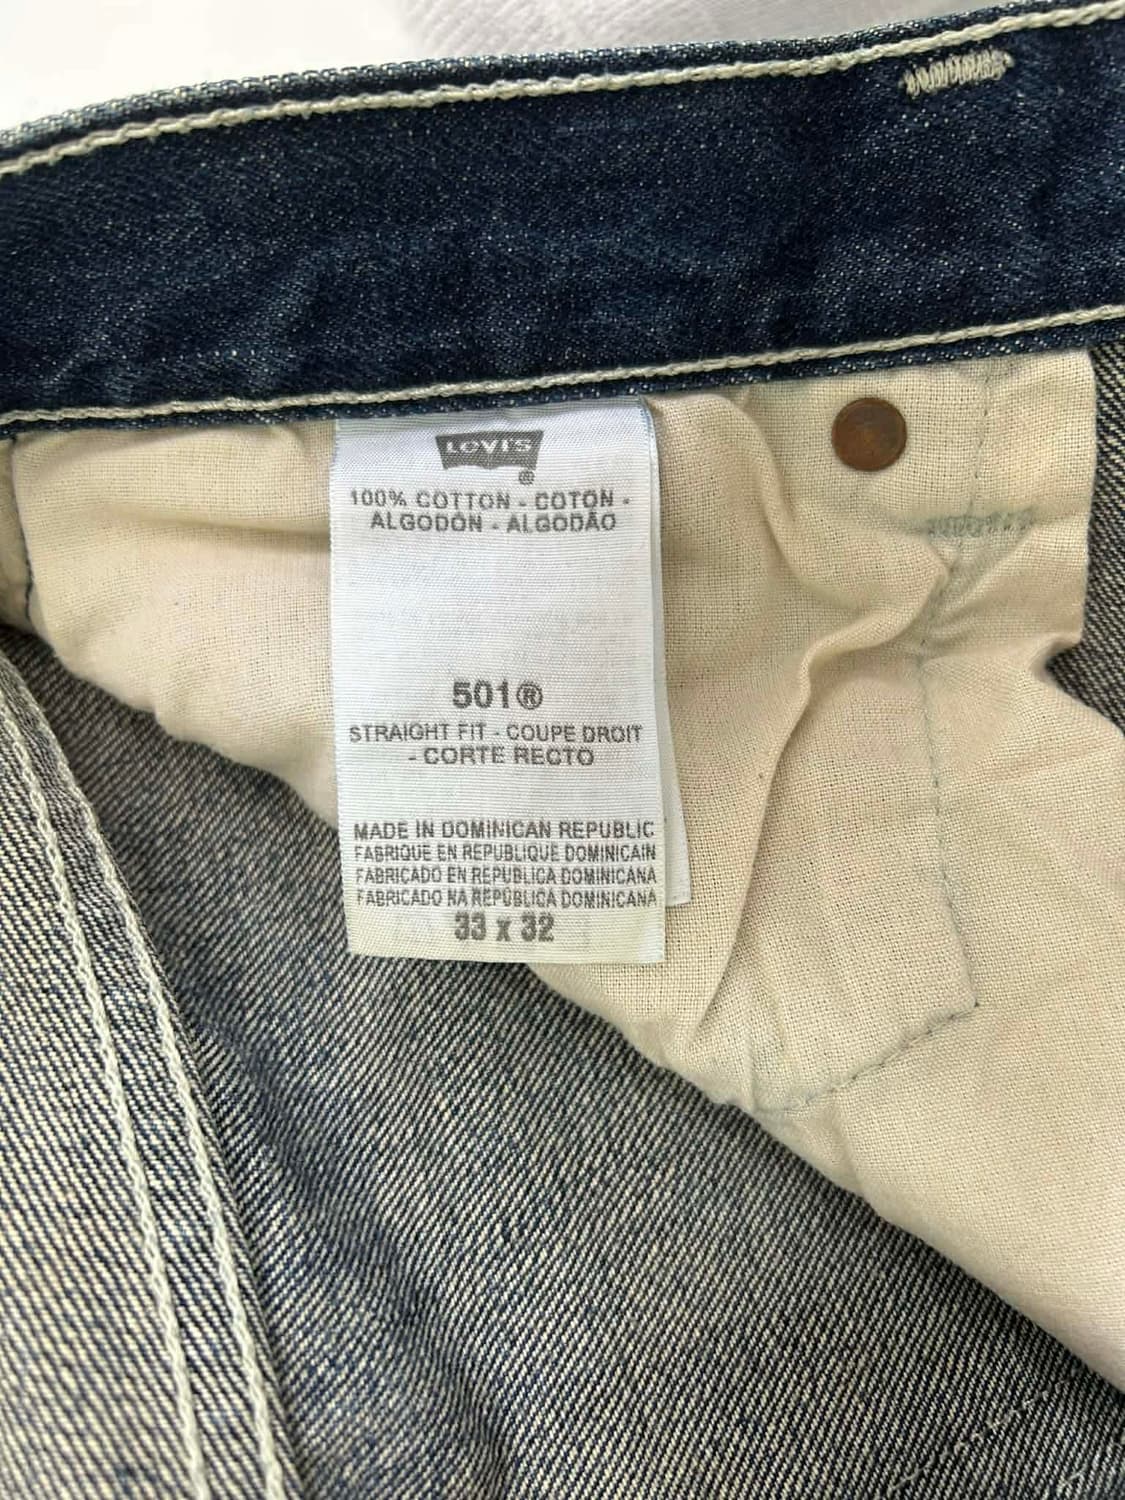 LEVI'S
®
100% COTTON - COTON -
ALGODÓN - ALGODÃO
501®
STRAIGHT FIT - COUPE DROIT
- CORTE RECTO
MADE IN DOMINICAN REPUBLIC
FABRIQUE EN REPUBLIQUE DOMINICAIN
FABRICADO EN REPÚBLICA DOMINICANA
FABRICADO NA REPÚBLICA DOMINICANA
33 x 32